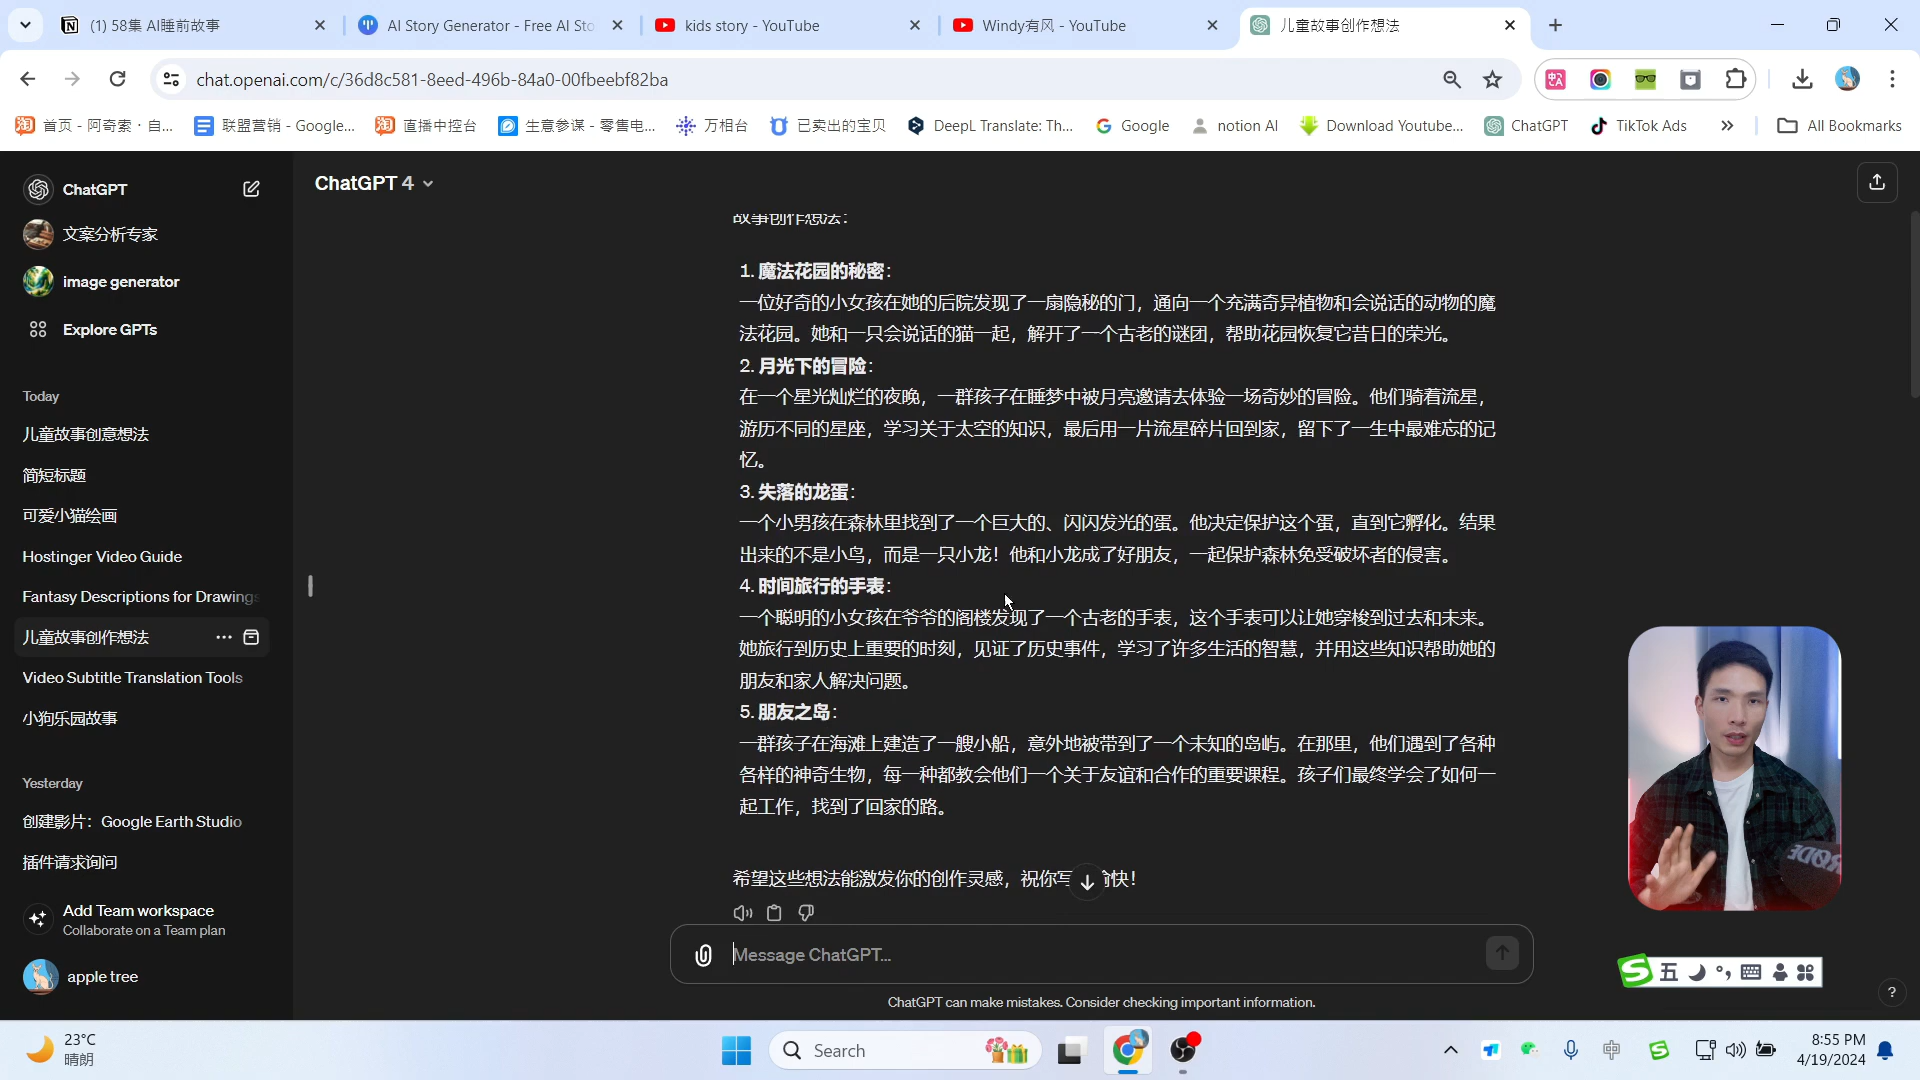 (1) 58集 AI睡前故事
AI Story Generator - Free AI Sto
kids story - YouTube
Windy有风 - YouTube
儿童故事创作想法
chat.openai.com/c/36d8c581-8eed-496b-84a0-00fbeebf82ba
首页 - 阿奇索 · 自...
联盟营销 - Google...
直播中控台
生意参谋 - 零售电...
万相台
已卖出的宝贝
DeepL Translate: Th...
Google
notion AI
Download Youtube...
ChatGPT
TikTok Ads
All Bookmarks
ChatGPT
文案分析专家
image generator
Explore GPTs
Today
儿童故事创意想法
简短标题
可爱小猫绘画
Hostinger Video Guide
Fantasy Descriptions for Drawings
儿童故事创作想法
Video Subtitle Translation Tools
小狗乐园故事
Yesterday
创建影片：Google Earth Studio
插件请求询问
Add Team workspace
Collaborate on a Team plan
apple tree
ChatGPT 4
故事创作想法：
1. 魔法花园的秘密：
一位好奇的小女孩在她的后院发现了一扇隐秘的门，通向一个充满奇异植物和会说话的动物的魔
法花园。她和一只会说话的猫一起，解开了一个古老的谜团，帮助花园恢复它昔日的荣光。
2. 月光下的冒险：
在一个星光灿烂的夜晚，一群孩子在睡梦中被月亮邀请去体验一场奇妙的冒险。他们骑着流星，
游历不同的星座，学习关于太空的知识，最后用一片流星碎片回到家，留下了一生中最难忘的记
忆。
3. 失落的龙蛋：
一个小男孩在森林里找到了一个巨大的、闪闪发光的蛋。他决定保护这个蛋，直到它孵化。结果
出来的不是小鸟，而是一只小龙！他和小龙成了好朋友，一起保护森林免受破坏者的侵害。
4. 时间旅行的手表：
一个聪明的小女孩在爷爷的阁楼发现了一个古老的手表，这个手表可以让她穿梭到过去和未来。
她旅行到历史上重要的时刻，见证了历史事件，学习了许多生活的智慧，并用这些知识帮助她的
朋友和家人解决问题。
5. 朋友之岛：
一群孩子在海滩上建造了一艘小船，意外地被带到了一个未知的岛屿。在那里，他们遇到了各种
各样的神奇生物，每一种都教会他们一个关于友谊和合作的重要课程。孩子们最终学会了如何一
起工作，找到了回家的路。
希望这些想法能激发你的创作灵感，祝你写 愉快！
Message ChatGPT...
ChatGPT can make mistakes. Consider checking important information.
五
?
23°C
晴朗
Search
中
8:55 PM
4/19/2024